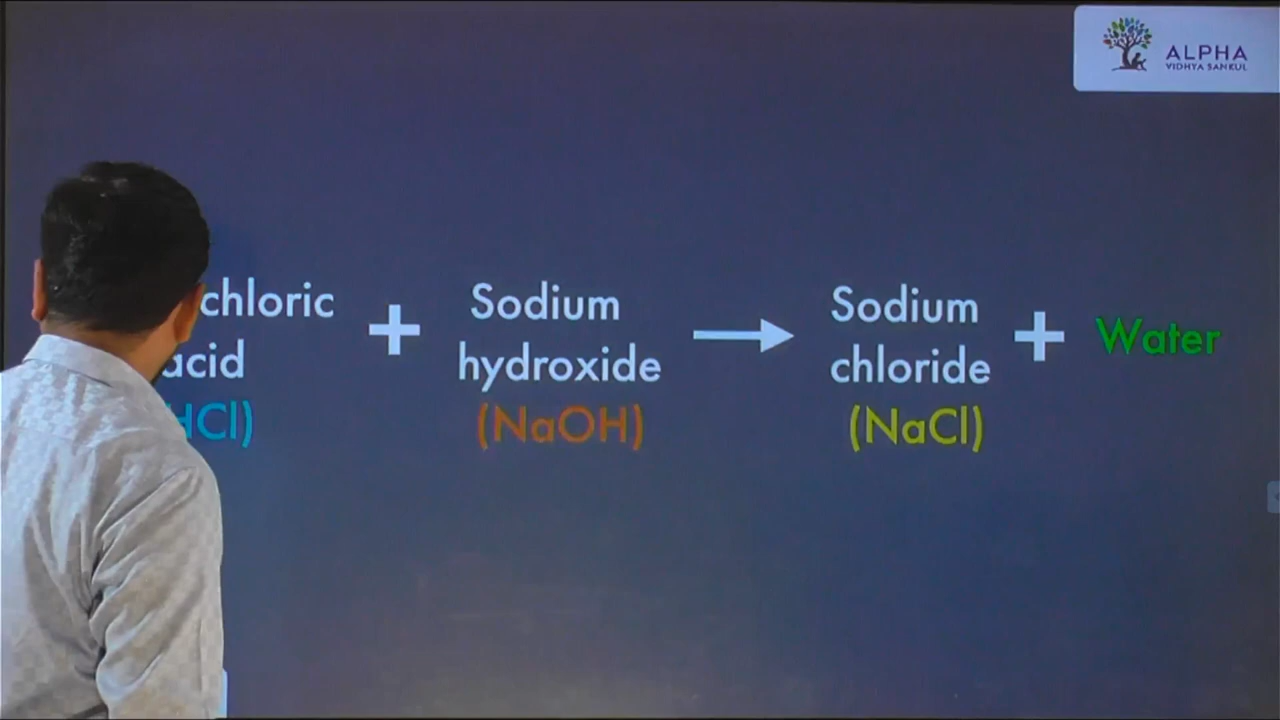 ALPHA
VIDHYA SANKUL
chloric
acid
HCl)
+
Sodium
hydroxide
(NaOH)
→
Sodium
chloride
(NaCl)
+
Water